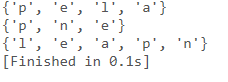 {'p', 'e', 'l', 'a'}
{'p', 'n', 'e'}
{'l', 'e', 'a', 'p', 'n'}
[Finished in 0.1s]